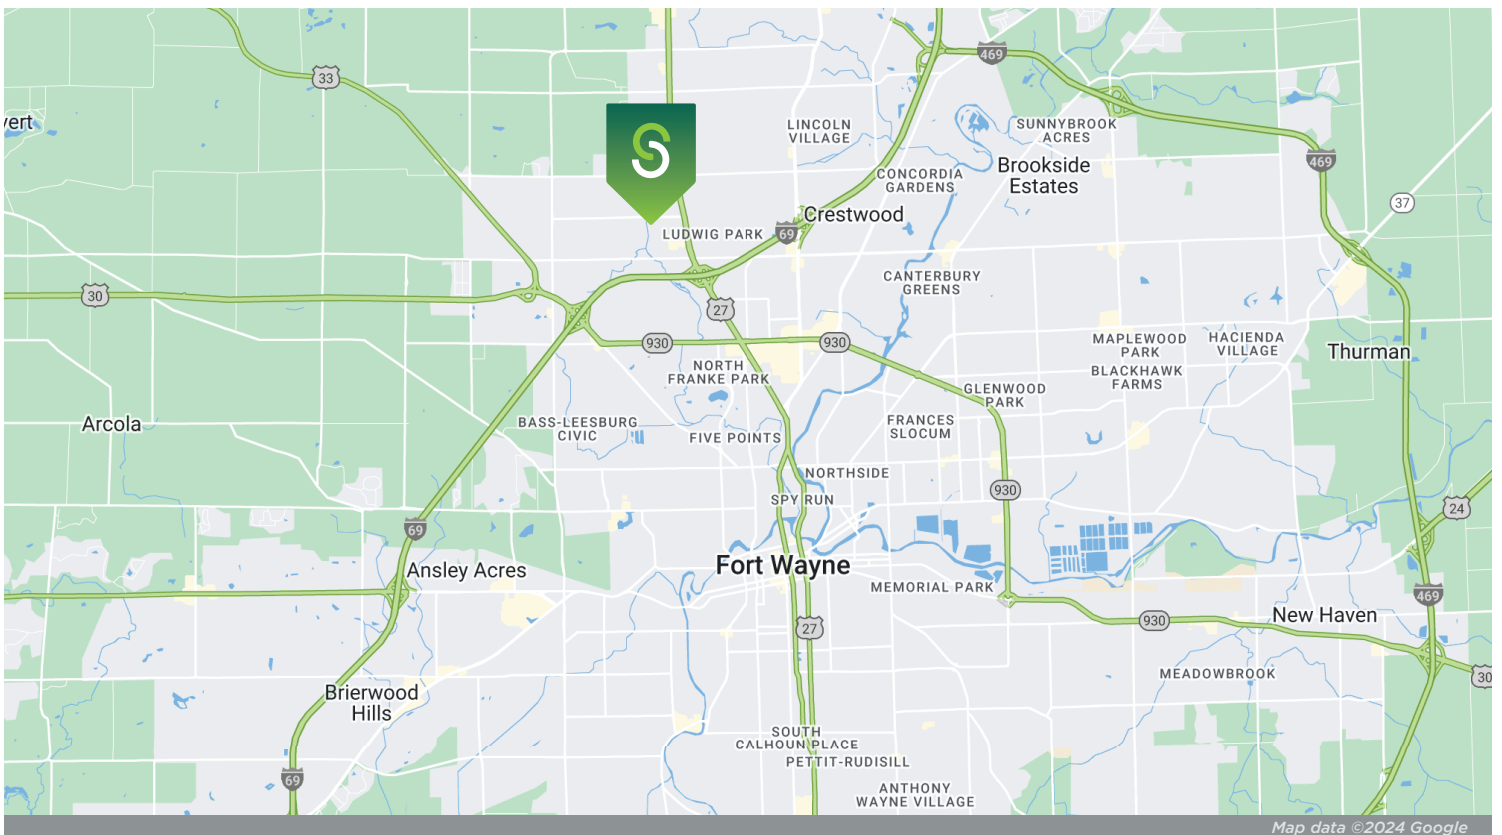 33
469
LINCOLN
VILLAGE
SUNNYBROOK
ACRES
vert
S
469
Brookside
Estates
CONCORDIA
GARDENS
37
Crestwood
LUDWIG PARK
69
CANTERBURY
GREENS
30
27
930
930
MAPLEWOOD
PARK
HACIENDA
VILLAGE
Thurman
NORTH
FRANKE PARK
BLACKHAWK
FARMS
GLENWOOD
PARK
Arcola
BASS-LEESBURG
CIVIC
FIVE POINTS
FRANCES
SLOCUM
NORTHSIDE
930
SPY RUN
24
69
Fort Wayne
Ansley Acres
MEMORIAL PARK
469
New Haven
930
27
MEADOWBROOK
30
Brierwood
Hills
SOUTH
CALHOUN PLACE
PETTIT-RUDISILL
69
ANTHONY
WAYNE VILLAGE
Map data ©2024 Google